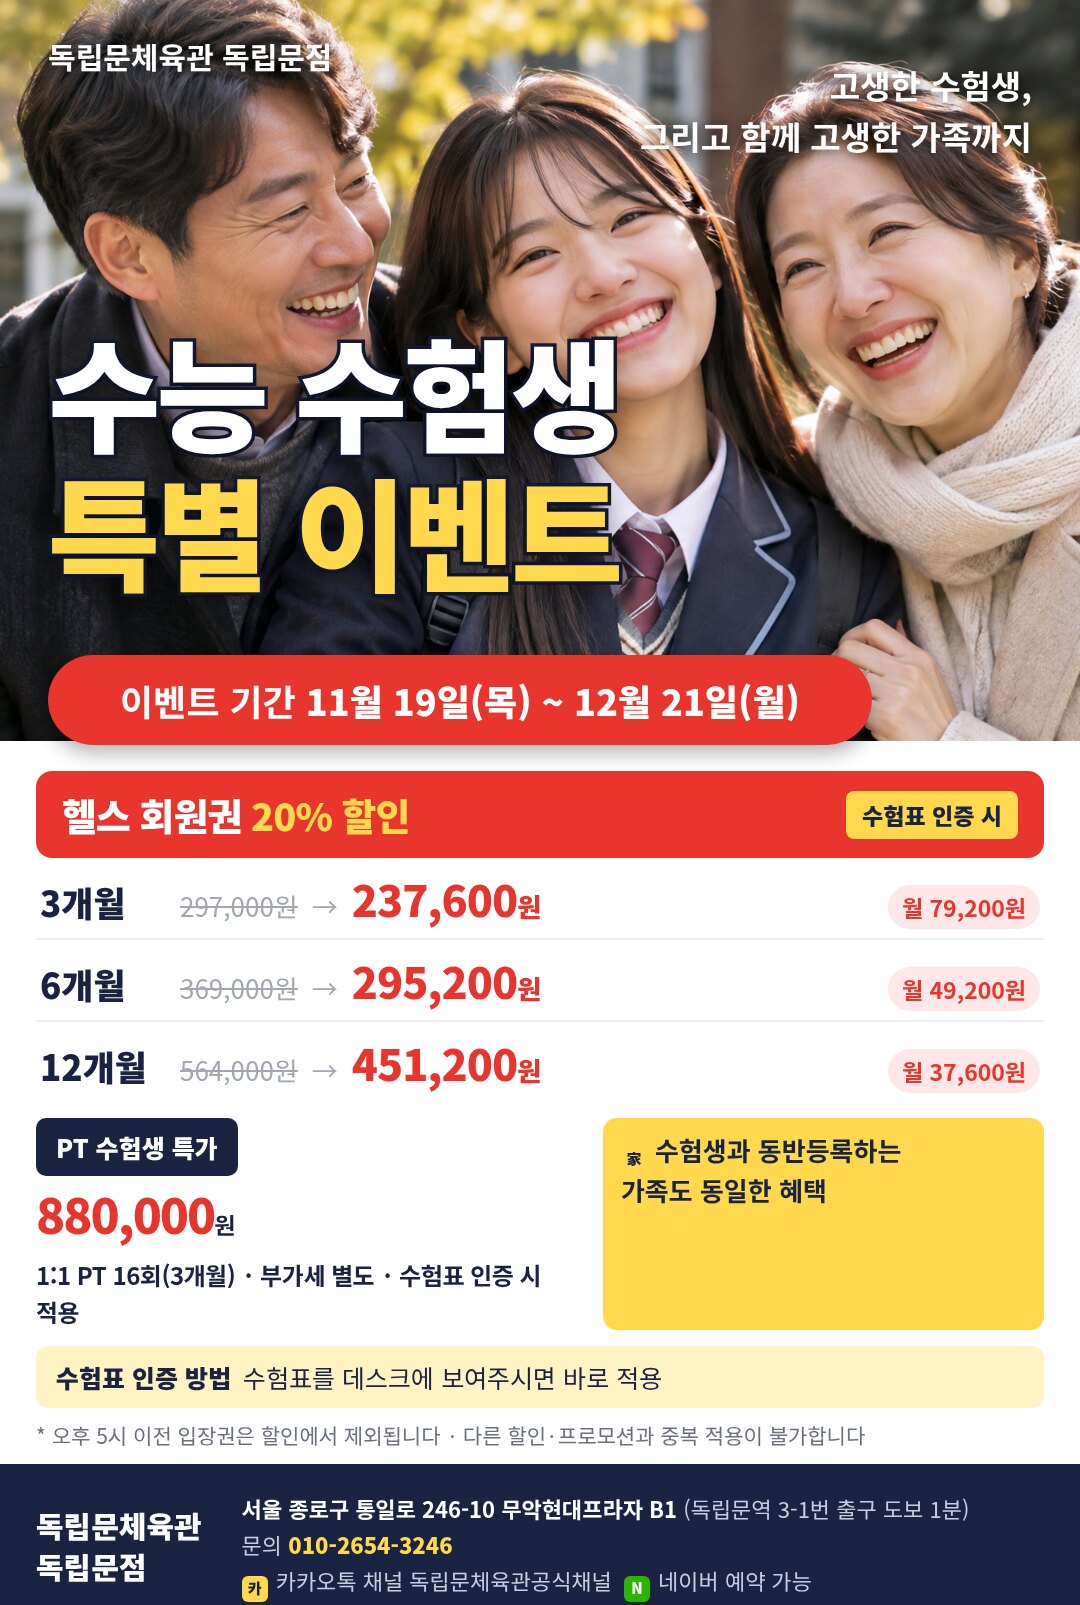 독립문체육관 독립문점
고생한 수험생,
그리고 함께 고생한 가족까지
수능 수험생
특별 이벤트
이벤트 기간 11월 19일(목) ~ 12월 21일(월)
헬스 회원권 20% 할인
수험표 인증 시
3개월 297,000원 → 237,600원 월 79,200원
6개월 369,000원 → 295,200원 월 49,200원
12개월 564,000원 → 451,200원 월 37,600원
PT 수험생 특가
880,000원
1:1 PT 16회(3개월) · 부가세 별도 · 수험표 인증 시
적용
家 수험생과 동반등록하는
가족도 동일한 혜택
수험표 인증 방법 수험표를 데스크에 보여주시면 바로 적용
* 오후 5시 이전 입장권은 할인에서 제외됩니다 · 다른 할인·프로모션과 중복 적용이 불가합니다
독립문체육관
독립문점
서울 종로구 통일로 246-10 무악현대프라자 B1 (독립문역 3-1번 출구 도보 1분)
문의 010-2654-3246
카 카카오톡 채널 독립문체육관공식채널 N 네이버 예약 가능